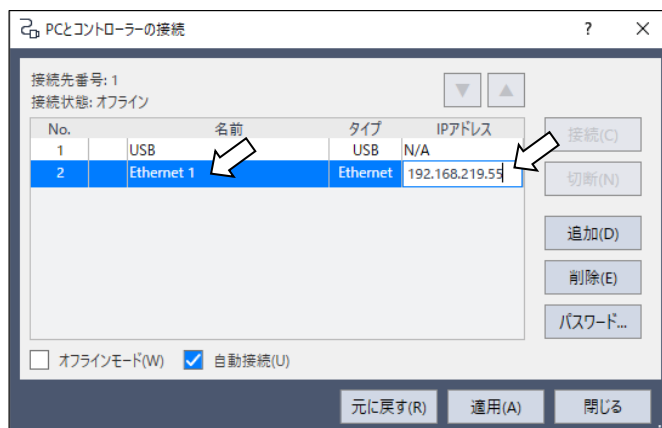 PCとコントローラーの接続
接続先番号: 1
接続状態: オフライン
No. 名前 タイプ IPアドレス
1 USB USB N/A
2 Ethernet 1 Ethernet 192.168.219.55
接続(C)
切断(N)
追加(D)
削除(E)
パスワード...
オフラインモード(W) 自動接続(U)
元に戻す(R) 適用(A) 閉じる